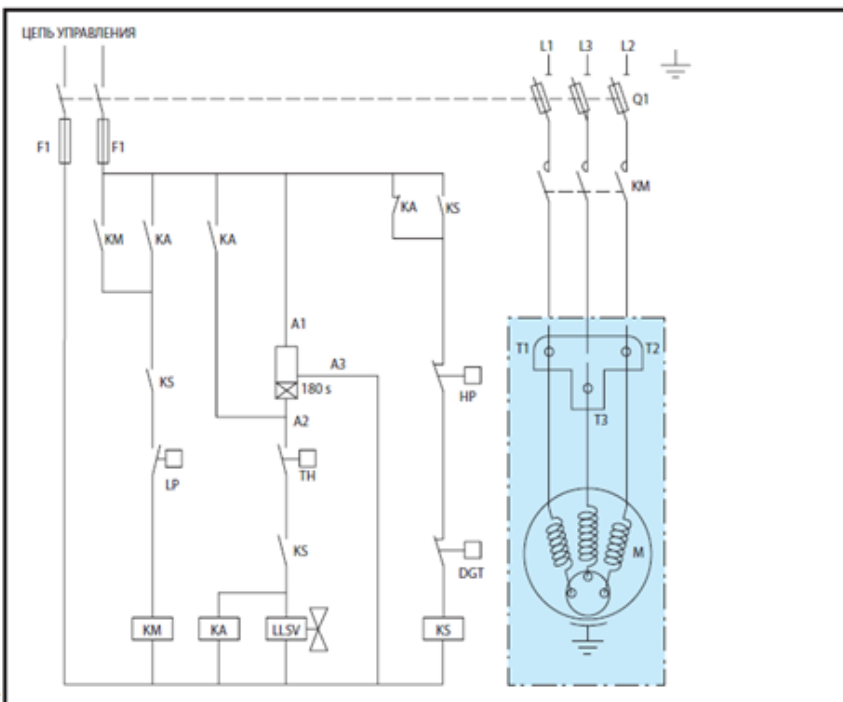 ЦЕПЬ УПРАВЛЕНИЯ
L1 L3 L2
Q1
F1 F1
KM
KA KS
KM KA KA
A1
T1 T2
A3
KS 180 s HP
A2 T3
LP TH
KS M
DGT
KM KA LLSV KS